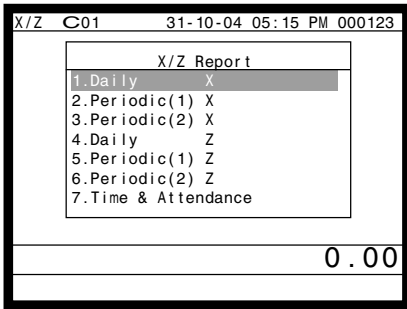 X/Z C01 31-10-04 05:15 PM 000123
X/Z Report
1.Daily X
2.Periodic(1) X
3.Periodic(2) X
4.Daily Z
5.Periodic(1) Z
6.Periodic(2) Z
7.Time & Attendance
0.00